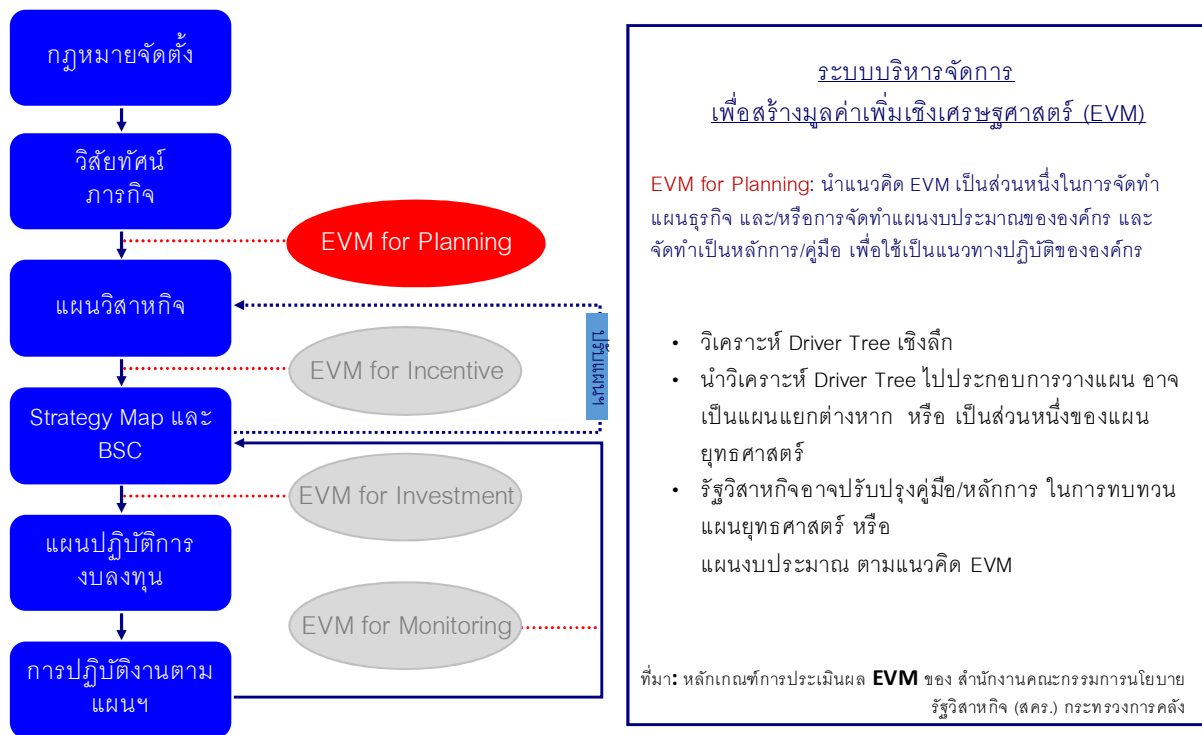 กฎหมายจัดตั้ง
วิสัยทัศน์
ภารกิจ
EVM for Planning
แผนวิสาหกิจ
ปรับแผนฯ
EVM for Incentive
Strategy Map และ
BSC
EVM for Investment
แผนปฏิบัติการ
งบลงทุน
EVM for Monitoring
การปฏิบัติงานตาม
แผนฯ
ระบบบริหารจัดการ
เพื่อสร้างมูลค่าเพิ่มเชิงเศรษฐศาสตร์ (EVM)
EVM for Planning: นำแนวคิด EVM เป็นส่วนหนึ่งในการจัดทำ
แผนธุรกิจ และ/หรือการจัดทำแผนงบประมาณขององค์กร และ
จัดทำเป็นหลักการ/คู่มือ เพื่อใช้เป็นแนวทางปฏิบัติขององค์กร
• วิเคราะห์ Driver Tree เชิงลึก
• นำวิเคราะห์ Driver Tree ไปประกอบการวางแผน อาจ
เป็นแผนแยกต่างหาก หรือ เป็นส่วนหนึ่งของแผน
ยุทธศาสตร์
• รัฐวิสาหกิจอาจปรับปรุงคู่มือ/หลักการ ในการทบทวน
แผนยุทธศาสตร์ หรือ
แผนงบประมาณ ตามแนวคิด EVM
ที่มา: หลักเกณฑ์การประเมินผล EVM ของ สำนักงานคณะกรรมการนโยบาย
รัฐวิสาหกิจ (สคร.) กระทรวงการคลัง